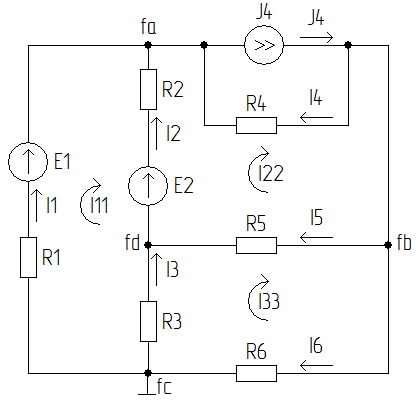 J4
J4
fa
>>
R2
R4
I4
I2
E1
E2
I22
I1
I11
I5
R5
fd
fb
R1
I3
I33
R3
I6
R6
fc